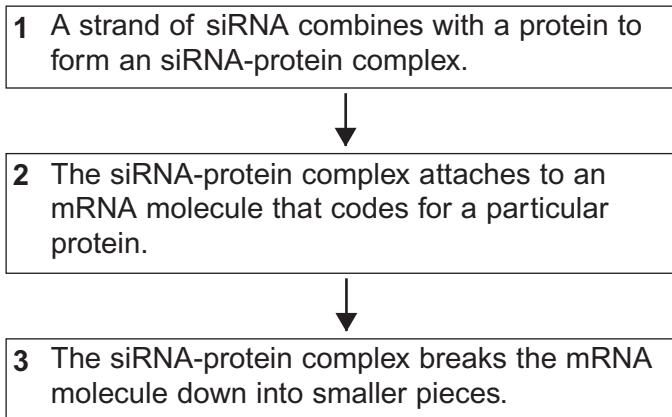 1 A strand of siRNA combines with a protein to
form an siRNA-protein complex.
2 The siRNA-protein complex attaches to an
mRNA molecule that codes for a particular
protein.
3 The siRNA-protein complex breaks the mRNA
molecule down into smaller pieces.